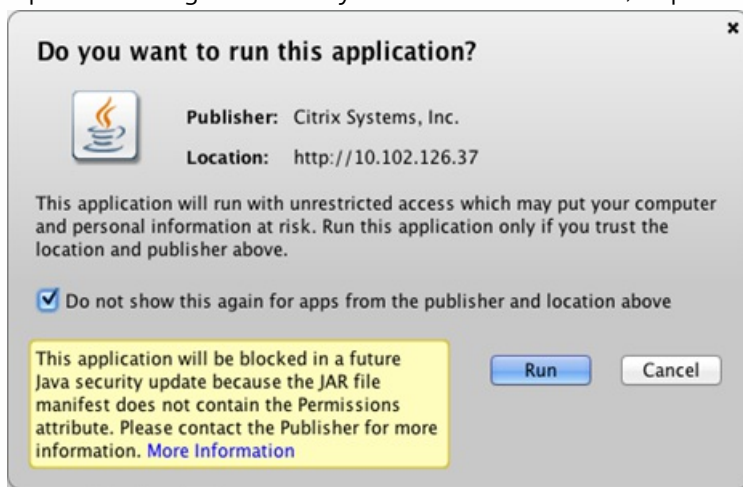 Do you want to run this application?
Publisher: Citrix Systems, Inc.
Location: http://10.102.126.37
This application will run with unrestricted access which may put your computer
and personal information at risk. Run this application only if you trust the
location and publisher above.
Do not show this again for apps from the publisher and location above
This application will be blocked in a future
Java security update because the JAR file
manifest does not contain the Permissions
attribute. Please contact the Publisher for more
information. More Information
Run
Cancel